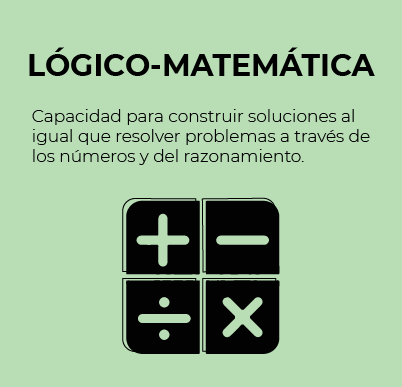 LÓGICO-MATEMÁTICA
Capacidad para construir soluciones al
igual que resolver problemas a través de
los números y del razonamiento.